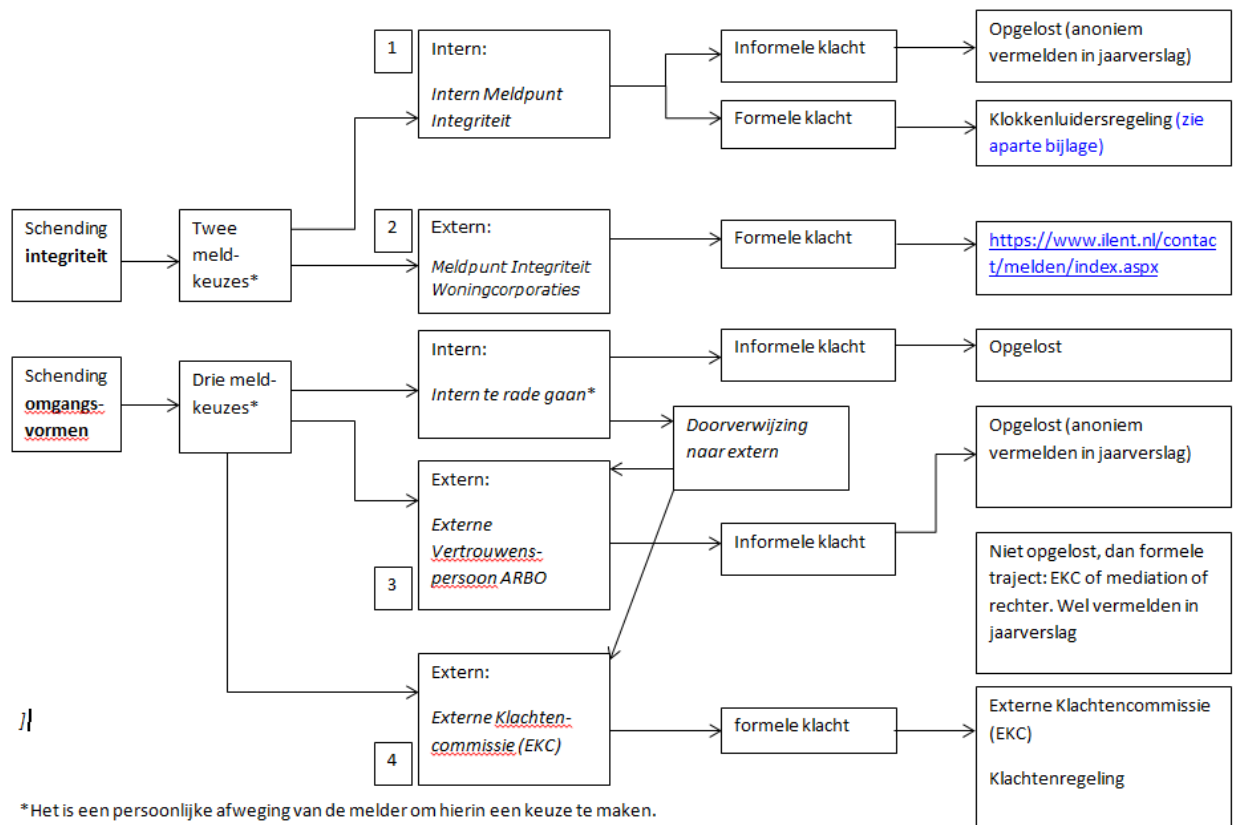 1
Intern:
Intern Meldpunt
Integriteit
Informele klacht
Opgelost (anoniem
vermelden in jaarverslag)
Formele klacht
Klokkenluidersregeling (zie
aparte bijlage)
Schending
integriteit
Twee
meld-
keuzes*
2
Extern:
Meldpunt Integriteit
Woningcorporaties
Formele klacht
https://www.ilent.nl/contac
t/melden/index.aspx
Schending
omgangs-
vormen
Drie meld-
keuzes*
Intern:
Intern te rade gaan*
Informele klacht
Opgelost
Doorverwijzing
naar extern
3
Extern:
Externe
Vertrouwens-
persoon ARBO
Informele klacht
Opgelost (anoniem
vermelden in jaarverslag)
Niet opgelost, dan formele
traject: EKC of mediation of
rechter. Wel vermelden in
jaarverslag
4
Extern:
Externe Klachten-
commissie (EKC)
formele klacht
Externe Klachtencommissie
(EKC)
Klachtenregeling
]
*Het is een persoonlijke afweging van de melder om hierin een keuze te maken.